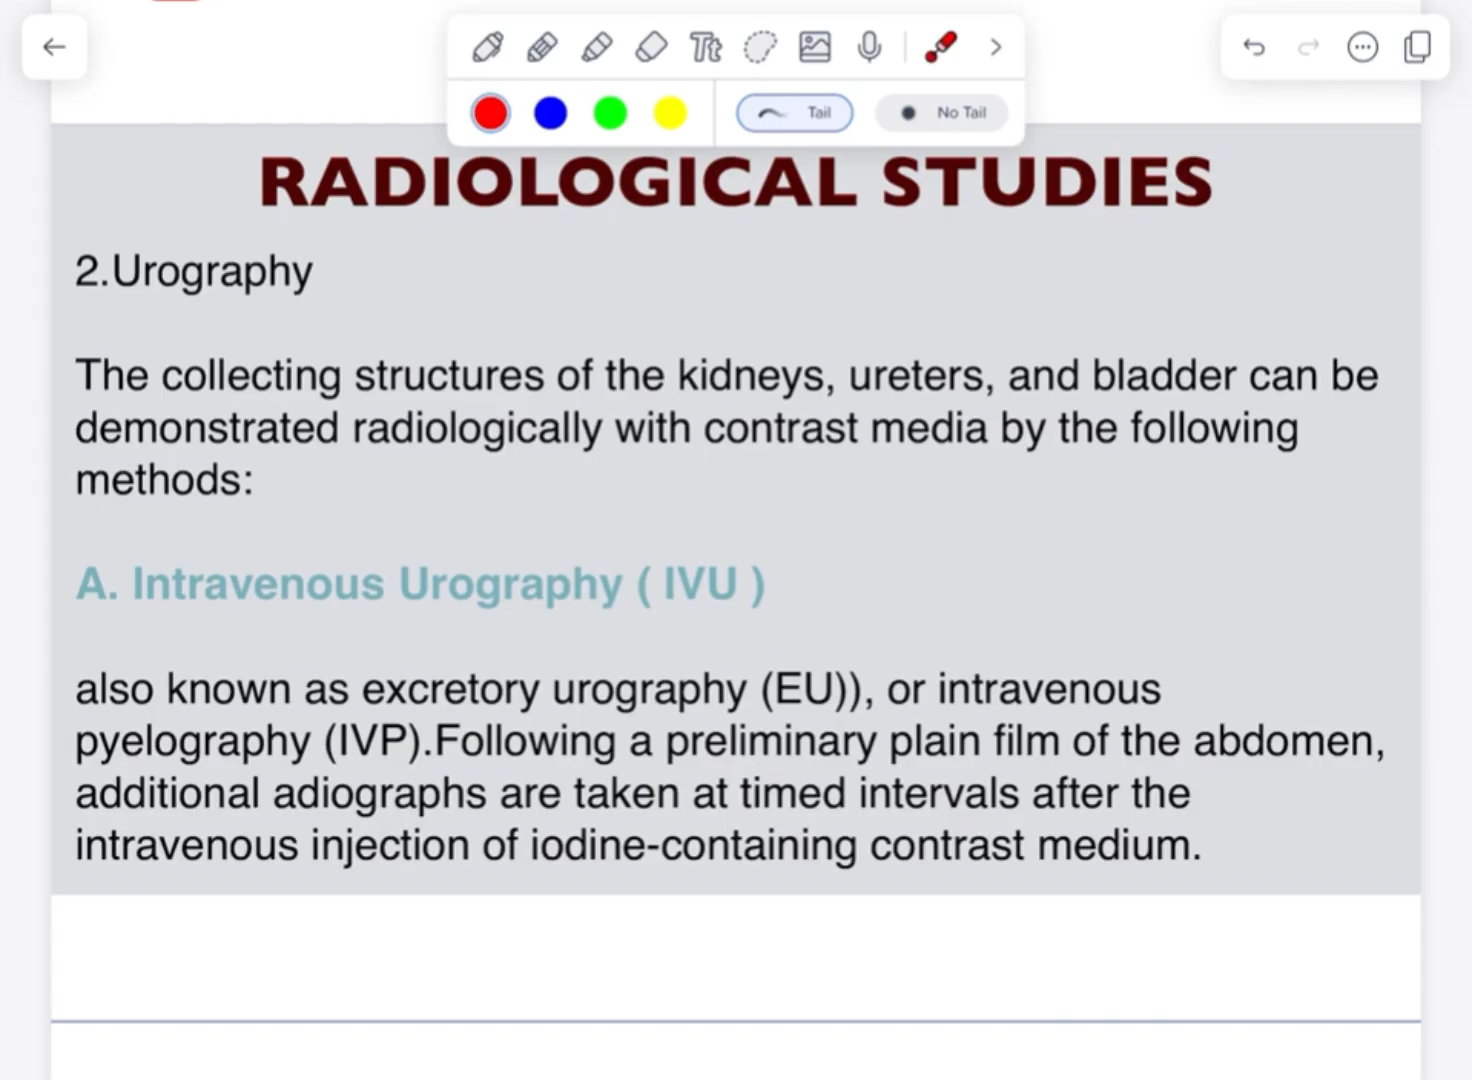 Tt
Tail
No Tail
RADIOLOGICAL STUDIES
2.Urography
The collecting structures of the kidneys, ureters, and bladder can be
demonstrated radiologically with contrast media by the following
methods:
A. Intravenous Urography ( IVU )
also known as excretory urography (EU)), or intravenous
pyelography (IVP).Following a preliminary plain film of the abdomen,
additional adiographs are taken at timed intervals after the
intravenous injection of iodine-containing contrast medium.